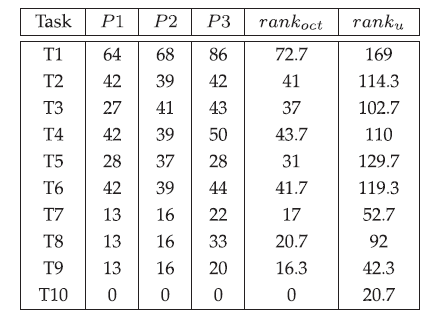 Task P1 P2 P3 rank_oct rank_u
T1 64 68 86 72.7 169
T2 42 39 42 41 114.3
T3 27 41 43 37 102.7
T4 42 39 50 43.7 110
T5 28 37 28 31 129.7
T6 42 39 44 41.7 119.3
T7 13 16 22 17 52.7
T8 13 16 33 20.7 92
T9 13 16 20 16.3 42.3
T10 0 0 0 0 20.7